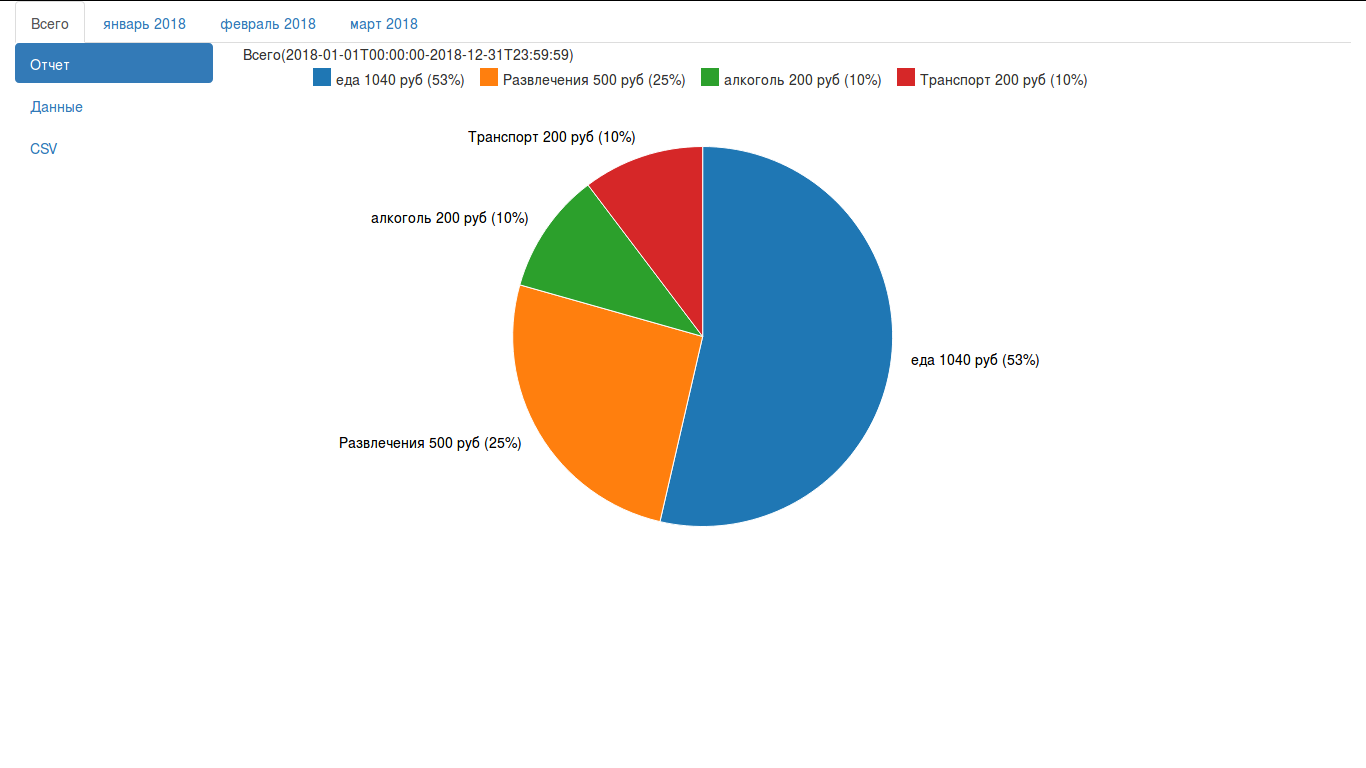 Всего январь 2018 февраль 2018 март 2018
Отчет
Данные
CSV
Всего(2018-01-01T00:00:00-2018-12-31T23:59:59)
еда 1040 руб (53%) Развлечения 500 руб (25%) алкоголь 200 руб (10%) Транспорт 200 руб (10%)
Транспорт 200 руб (10%)
алкоголь 200 руб (10%)
еда 1040 руб (53%)
Развлечения 500 руб (25%)